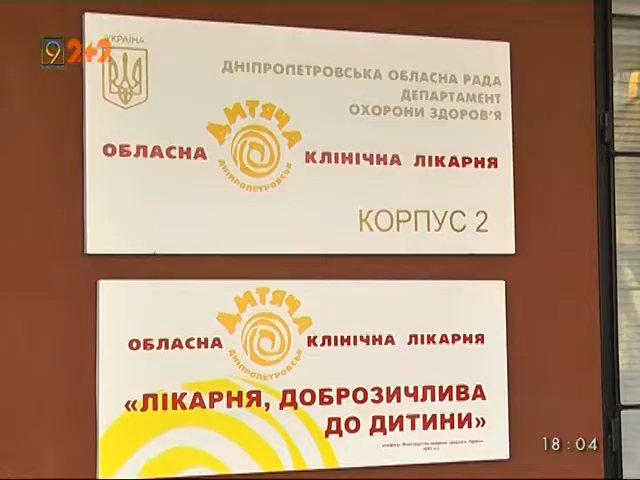 9 2+2
УКРАЇНА
ДНІПРОПЕТРОВСЬКА ОБЛАСНА РАДА
ДЕПАРТАМЕНТ
ОХОРОНИ ЗДОРОВ'Я
ОБЛАСНА ДИТЯЧА КЛІНІЧНА ЛІКАРНЯ
ДНІПРОПЕТРОВСЬК
КОРПУС 2
ОБЛАСНА ДИТЯЧА КЛІНІЧНА ЛІКАРНЯ
ДНІПРОПЕТРОВСЬК
«ЛІКАРНЯ, ДОБРОЗИЧЛИВА
ДО ДИТИНИ»
18:04